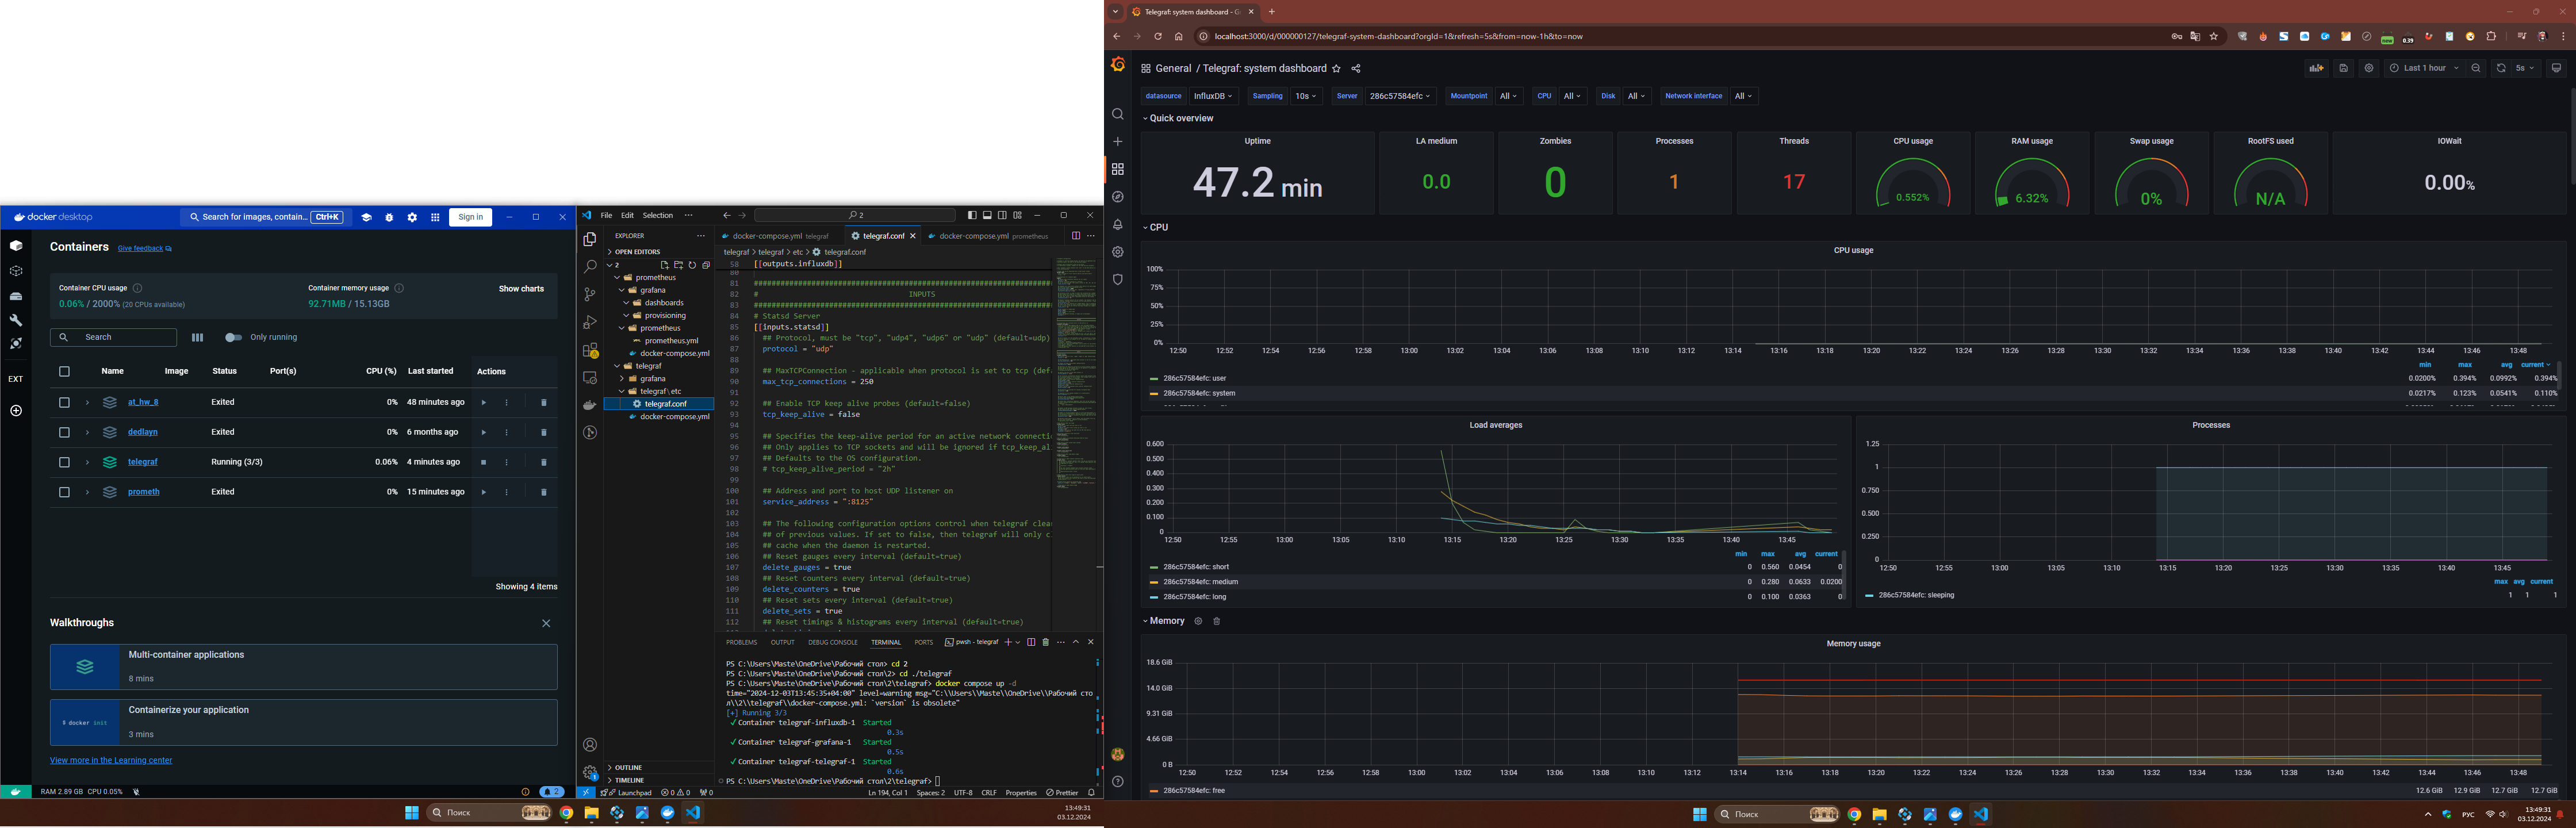 Telegraf: system dashboard - G
localhost:3000/d/000000127/telegraf-system-dashboard?orgId=1&refresh=5s&from=now-1h&to=now
new
0.39
General / Telegraf: system dashboard
Last 1 hour
5s
datasource InfluxDB Sampling 10s Server 286c57584efc Mountpoint All CPU All Disk All Network interface All
Quick overview
Uptime
47.2 min
LA medium
0.0
Zombies
0
Processes
1
Threads
17
CPU usage
0.552%
RAM usage
6.32%
Swap usage
0%
RootFS used
N/A
IOWait
0.00%
CPU
CPU usage
100%
75%
50%
25%
0%
12:50 12:52 12:54 12:56 12:58 13:00 13:02 13:04 13:06 13:08 13:10 13:12 13:14 13:16 13:18 13:20 13:22 13:24 13:26 13:28 13:30 13:32 13:34 13:36 13:38 13:40 13:42 13:44 13:46 13:48
min max avg current
286c57584efc: user 0.0200% 0.394% 0.0992% 0.394%
286c57584efc: system 0.0217% 0.123% 0.0541% 0.110%
Load averages
0.600
0.500
0.400
0.300
0.200
0.100
0
12:50 12:55 13:00 13:05 13:10 13:15 13:20 13:25 13:30 13:35 13:40 13:45
min max avg current
286c57584efc: short 0 0.560 0.0454 0
286c57584efc: medium 0 0.280 0.0633 0.0200
286c57584efc: long 0 0.100 0.0363 0
Processes
1.25
1
0.750
0.500
0.250
0
12:50 12:55 13:00 13:05 13:10 13:15 13:20 13:25 13:30 13:35 13:40 13:45
max avg current
286c57584efc: sleeping 1 1 1
Memory
Memory usage
18.6 GiB
14.0 GiB
9.31 GiB
4.66 GiB
0 B
12:50 12:52 12:54 12:56 12:58 13:00 13:02 13:04 13:06 13:08 13:10 13:12 13:14 13:16 13:18 13:20 13:22 13:24 13:26 13:28 13:30 13:32 13:34 13:36 13:38 13:40 13:42 13:44 13:46 13:48
286c57584efc: free 12.6 GiB 12.9 GiB 12.7 GiB 12.7 GiB
docker desktop
Search for images, contain... Ctrl+K
Sign in
Containers Give feedback
Container CPU usage
0.06% / 2000% (20 CPUs available)
Container memory usage
92.71MB / 15.13GB
Show charts
Search
Only running
EXT
Name Image Status Port(s) CPU (%) Last started Actions
at_hw_8 Exited 0% 48 minutes ago
dedlayn Exited 0% 6 months ago
telegraf Running (3/3) 0.06% 4 minutes ago
prometh Exited 0% 15 minutes ago
Showing 4 items
Walkthroughs
Multi-container applications
8 mins
$ docker init
Containerize your application
3 mins
View more in the Learning center
RAM 2.89 GB CPU 0.05%
2
File Edit Selection
2
EXPLORER
OPEN EDITORS
2
prometheus
grafana
dashboards
provisioning
prometheus
prometheus.yml
docker-compose.yml
telegraf
grafana
telegraf\etc
telegraf.conf
docker-compose.yml
OUTLINE
TIMELINE
docker-compose.yml telegraf
telegraf.conf
docker-compose.yml prometheus
telegraf > telegraf > etc > telegraf.conf
58 [[outputs.influxdb]]
80
81 ####################################################################
82 # INPUTS
83 ####################################################################
84 # Statsd Server
85 [[inputs.statsd]]
86 ## Protocol, must be "tcp", "udp4", "udp6" or "udp" (default=udp)
87 protocol = "udp"
88
89 ## MaxTCPConnection - applicable when protocol is set to tcp (def
90 max_tcp_connections = 250
91
92 ## Enable TCP keep alive probes (default=false)
93 tcp_keep_alive = false
94
95 ## Specifies the keep-alive period for an active network connecti
96 ## Only applies to TCP sockets and will be ignored if tcp_keep_al
97 ## Defaults to the OS configuration.
98 # tcp_keep_alive_period = "2h"
99
100 ## Address and port to host UDP listener on
101 service_address = ":8125"
102
103 ## The following configuration options control when telegraf clea
104 ## of previous values. If set to false, then telegraf will only c
105 ## cache when the daemon is restarted.
106 ## Reset gauges every interval (default=true)
107 delete_gauges = true
108 ## Reset counters every interval (default=true)
109 delete_counters = true
110 ## Reset sets every interval (default=true)
111 delete_sets = true
112 ## Reset timings & histograms every interval (default=true)
PROBLEMS OUTPUT DEBUG CONSOLE TERMINAL PORTS
pwsh - telegraf
PS C:\Users\Maste\OneDrive\Рабочий стол> cd 2
PS C:\Users\Maste\OneDrive\Рабочий стол\2> cd ./telegraf
PS C:\Users\Maste\OneDrive\Рабочий стол\2\telegraf> docker compose up -d
time="2024-12-03T13:45:35+04:00" level=warning msg="C:\\Users\\Maste\\OneDrive\\Рабочий сто
л\\2\\telegraf\\docker-compose.yml: `version` is obsolete"
[+] Running 3/3
✔ Container telegraf-influxdb-1 Started
0.3s
✔ Container telegraf-grafana-1 Started
0.5s
✔ Container telegraf-telegraf-1 Started
0.6s
PS C:\Users\Maste\OneDrive\Рабочий стол\2\telegraf>
Launchpad 0 0 0
Ln 194, Col 1 Spaces: 2 UTF-8 CRLF Properties Prettier
Поиск
13:49:31
03.12.2024
Поиск
РУС
13:49:31
03.12.2024